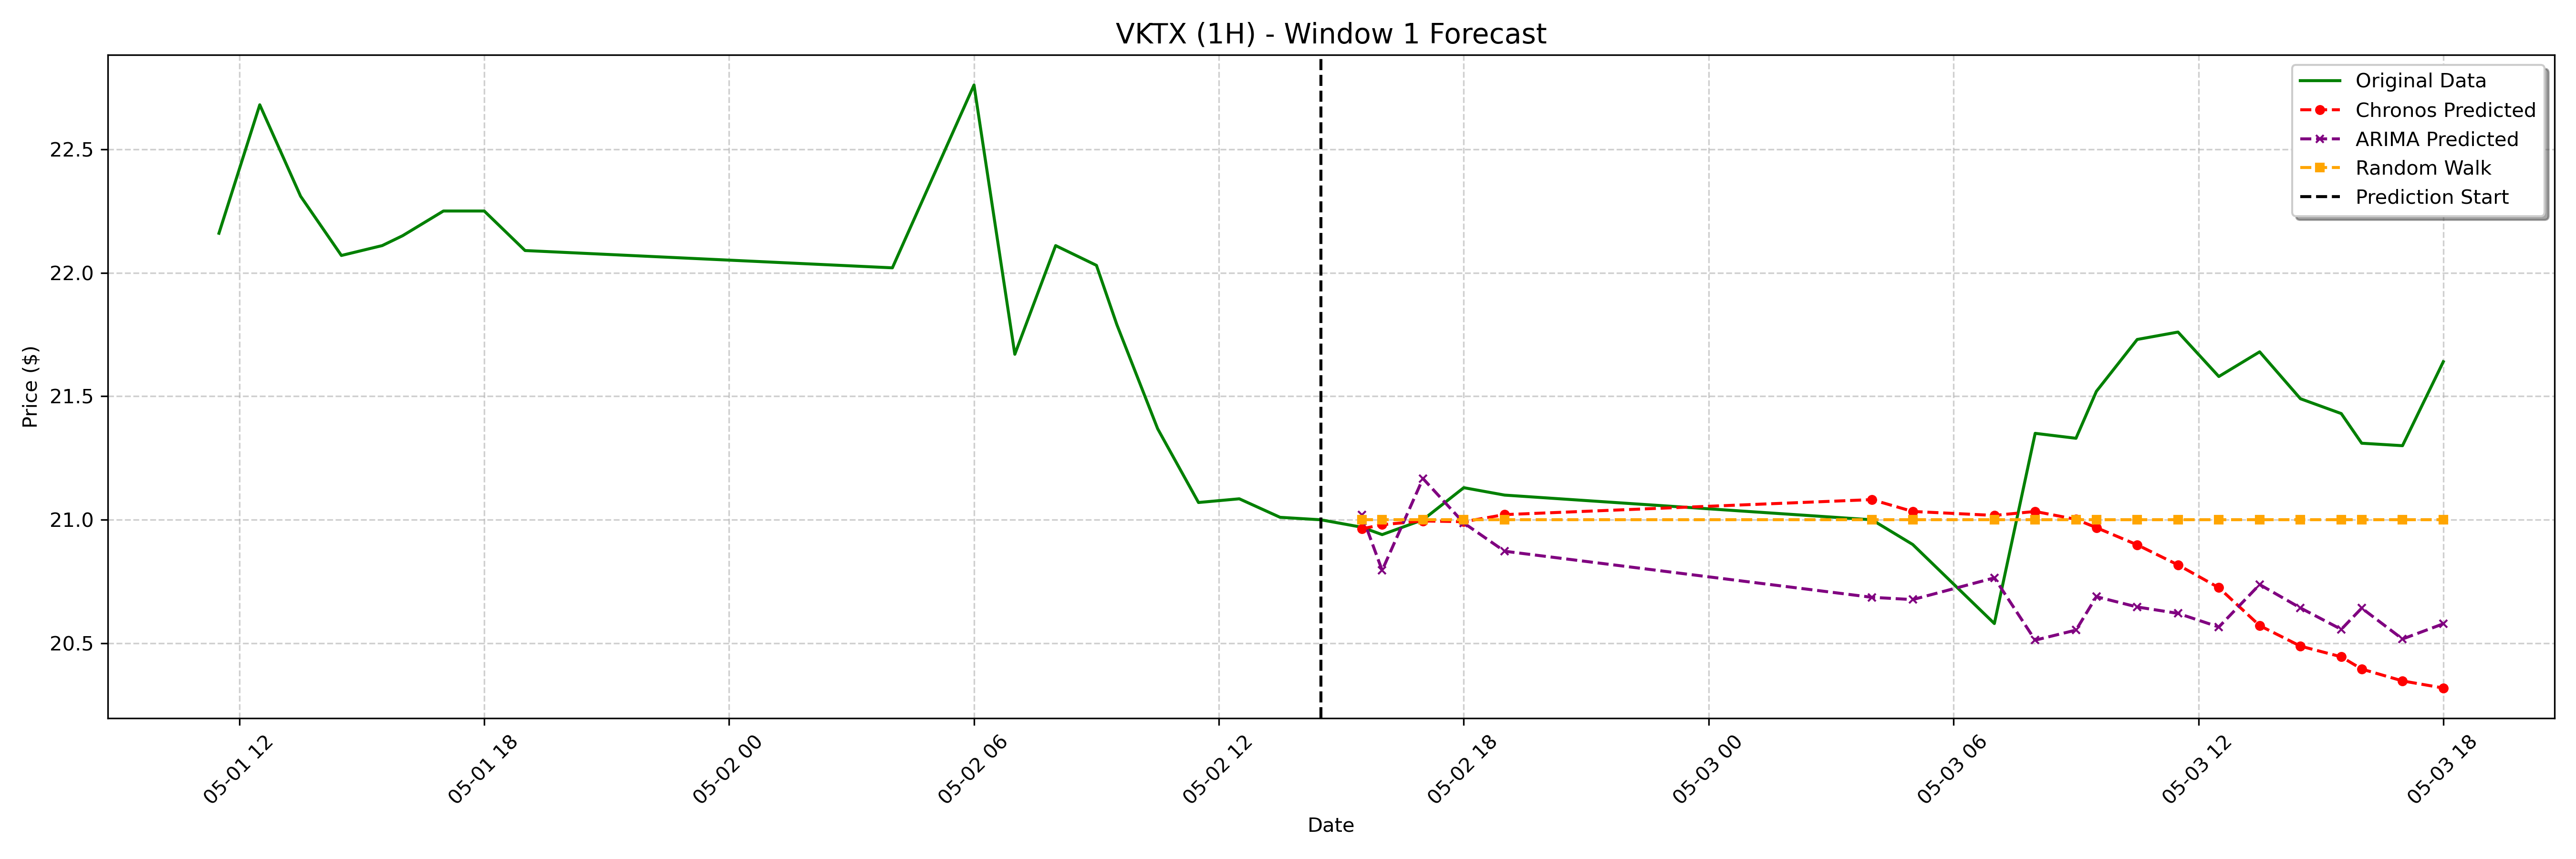 VKTX (1H) - Window 1 Forecast
Original Data
Chronos Predicted
ARIMA Predicted
Random Walk
Prediction Start
Price ($)
22.5
22.0
21.5
21.0
20.5
05-01 12
05-01 18
05-02 00
05-02 06
05-02 12
05-02 18
05-03 00
05-03 06
05-03 12
05-03 18
Date